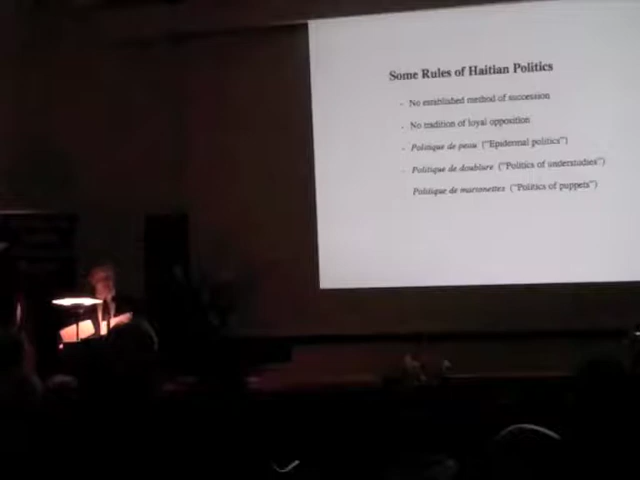 Some Rules of Haitian Politics
- No established method of succession
- No tradition of loyal opposition
- Politique de peau ("Epidermal politics")
- Politique de doublure ("Politics of understudies")
Politique de marionettes ("Politics of puppets")